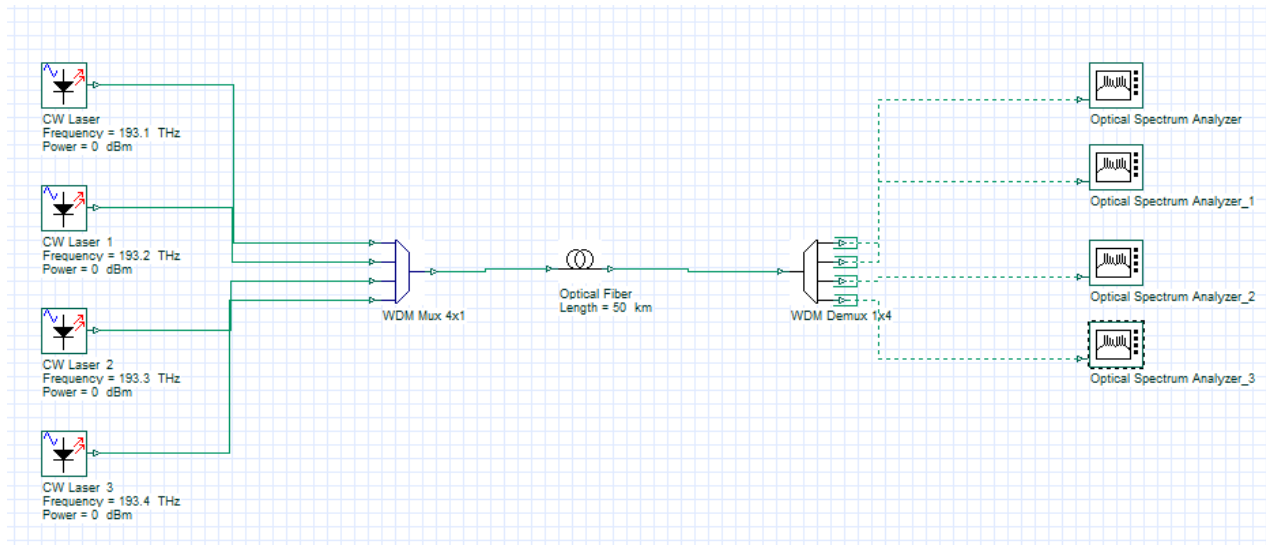 CW Laser
Frequency = 193.1 THz
Power = 0 dBm
CW Laser 1
Frequency = 193.2 THz
Power = 0 dBm
CW Laser 2
Frequency = 193.3 THz
Power = 0 dBm
CW Laser 3
Frequency = 193.4 THz
Power = 0 dBm
WDM Mux 4x1
Optical Fiber
Length = 50 km
WDM Demux 1x4
Optical Spectrum Analyzer
Optical Spectrum Analyzer_1
Optical Spectrum Analyzer_2
Optical Spectrum Analyzer_3